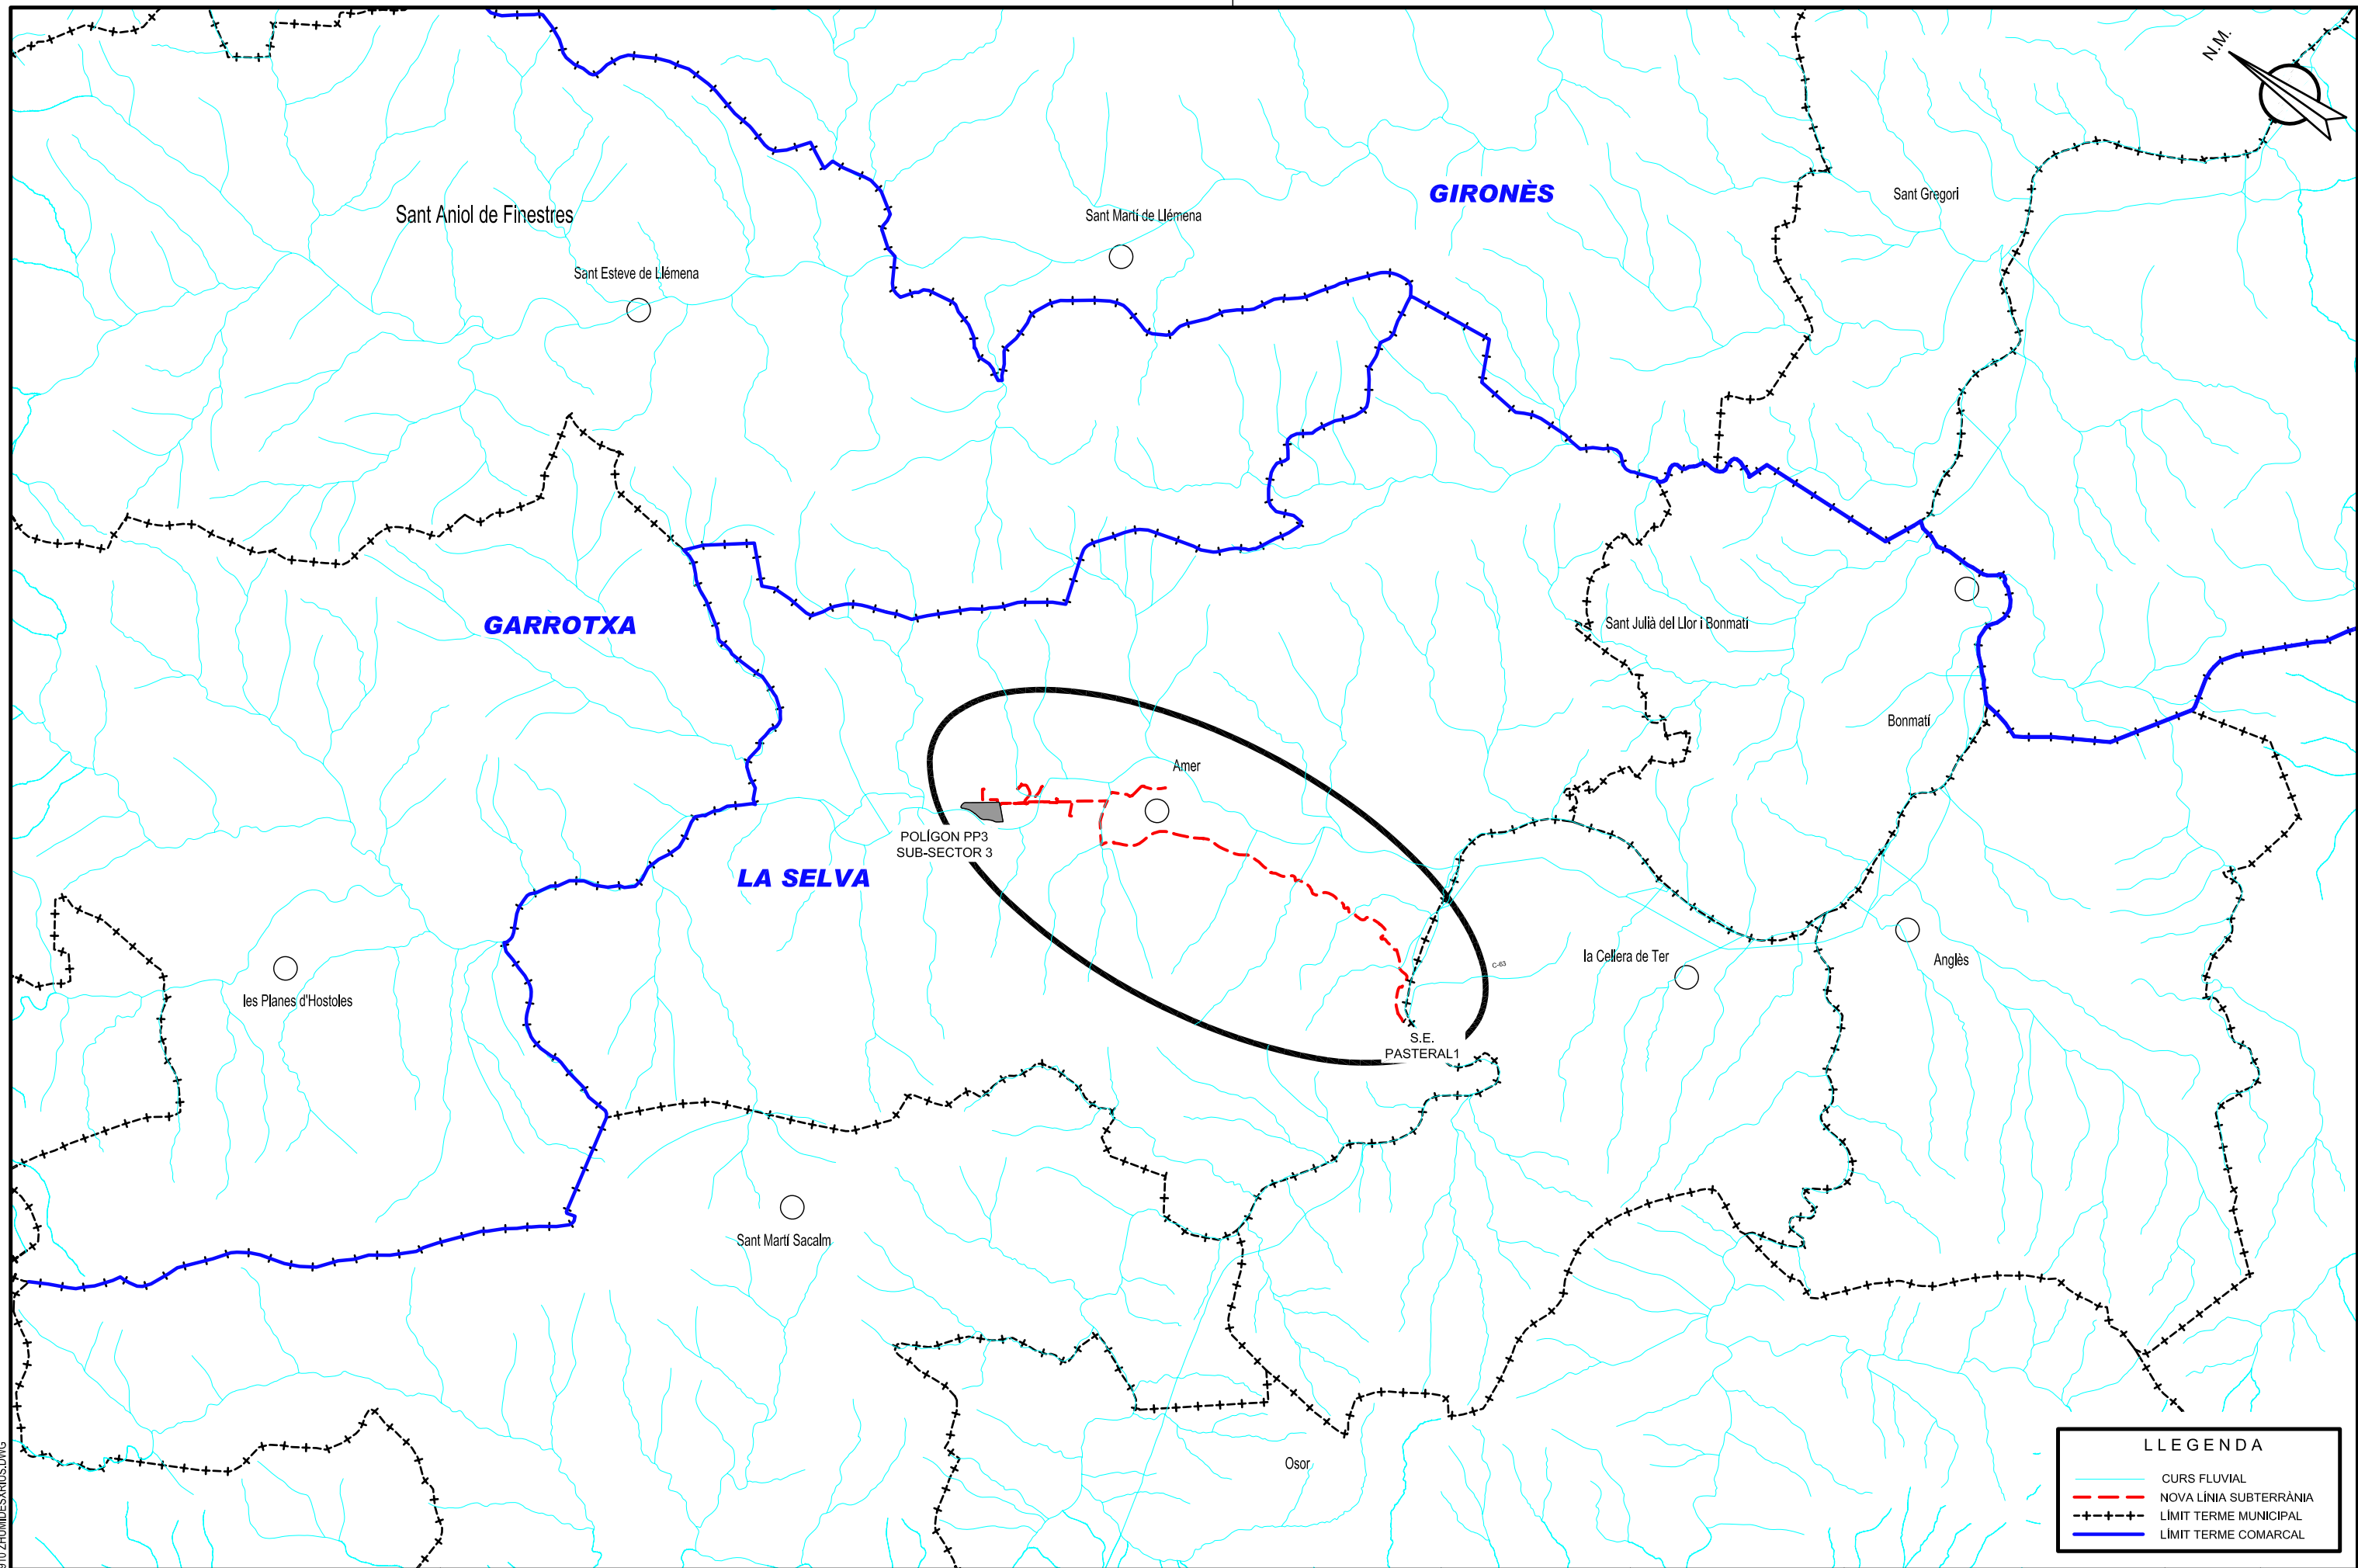 N.M.
GIRONÈS
Sant Gregori
Sant Aniol de Finestres
Sant Martí de Llémena
Sant Esteve de Llémena
GARROTXA
Sant Julià del Llor i Bonmatí
Bonmatí
Amer
POLÍGON PP3
SUB-SECTOR 3
LA SELVA
la Cellera de Ter
Anglès
C-63
les Planes d'Hostoles
S.E.
PASTERAL1
Sant Martí Sacalm
Osor
LLEGENDA
CURS FLUVIAL
NOVA LÍNIA SUBTERRÀNIA
LÍMIT TERME MUNICIPAL
LÍMIT TERME COMARCAL